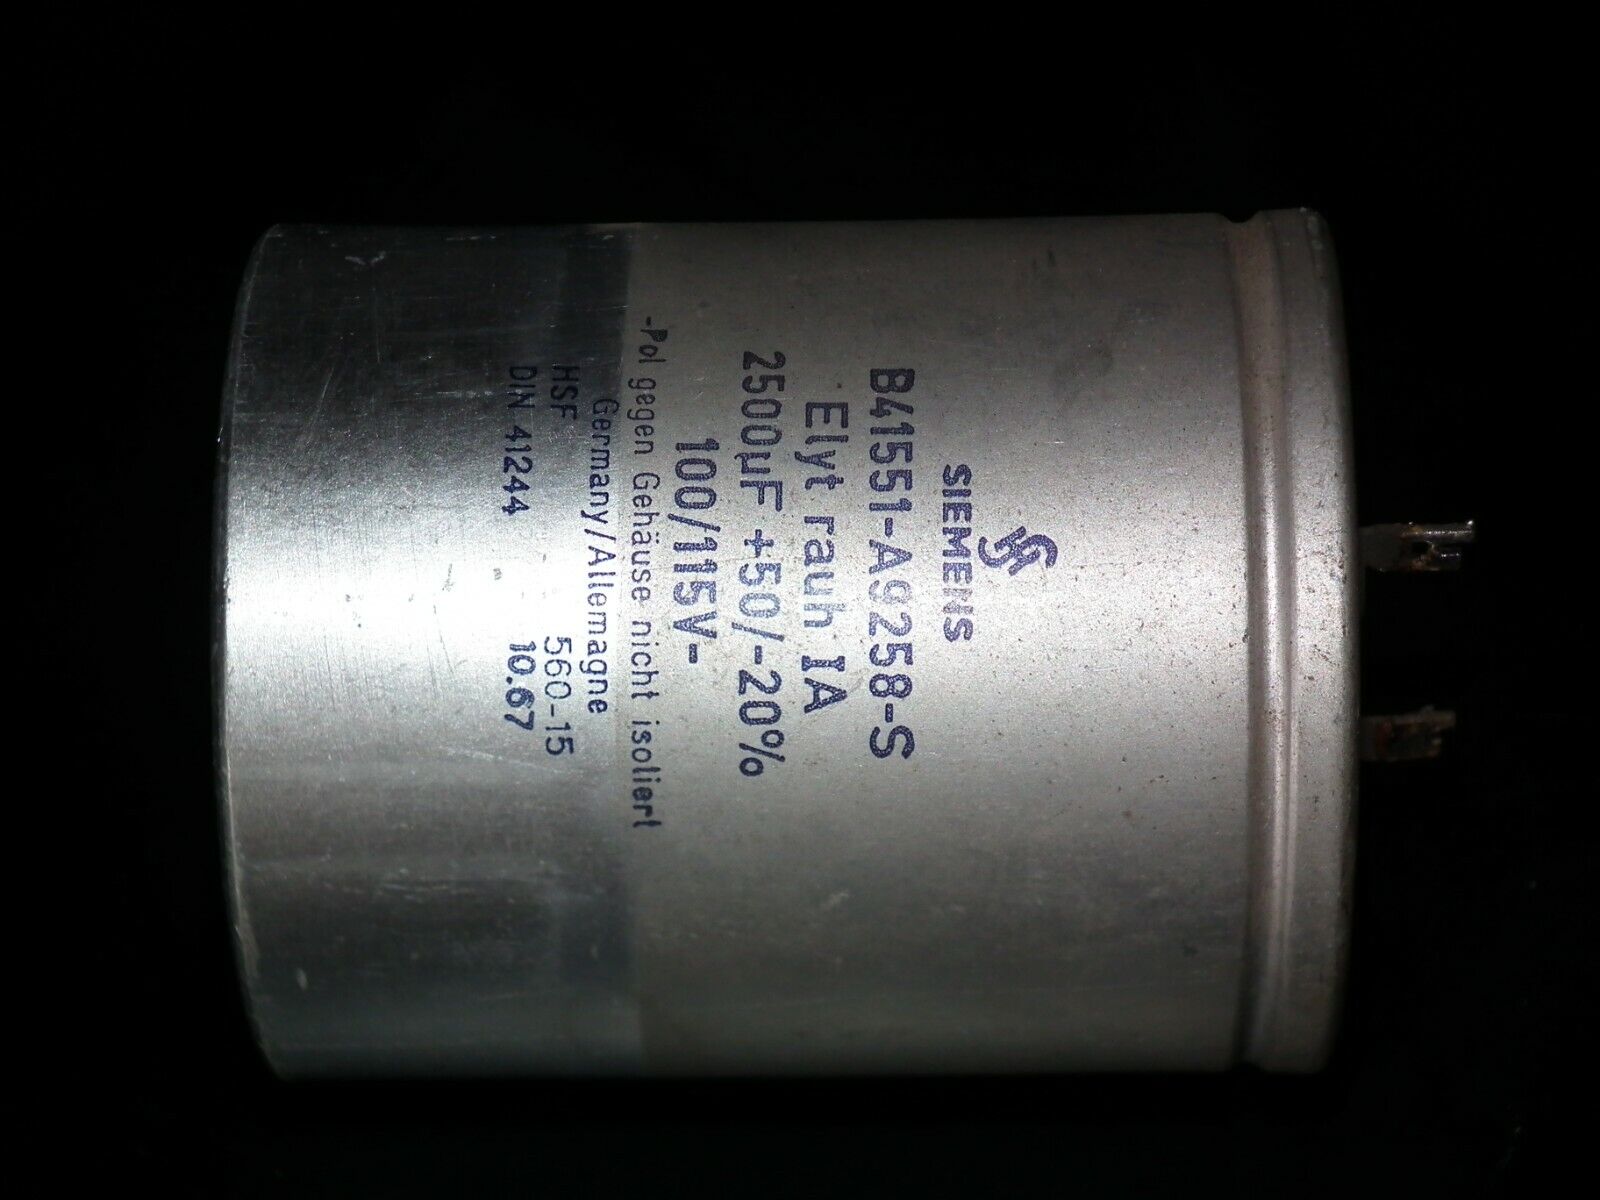 SIEMENS
B41551-A9258-S
Elyt rauh IA
2500µF +50/-20%
100/115V-
-Pol gegen Gehäuse nicht isoliert
Germany/Allemagne
HSF 560-15
DIN 41244 10.67